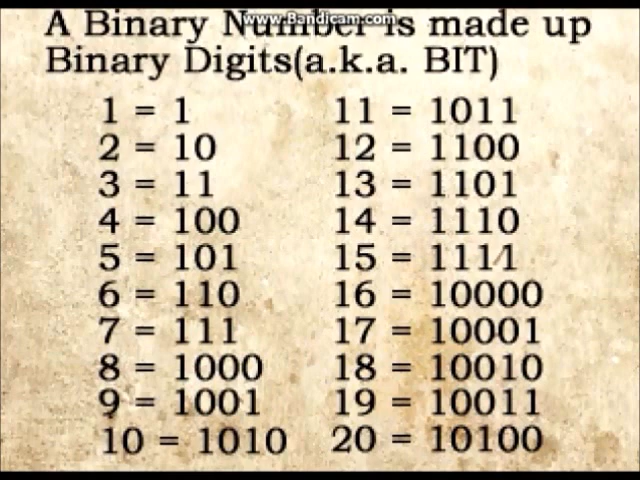 www.Bandicam.com
A Binary Number is made up
Binary Digits(a.k.a. BIT)
1 = 1
2 = 10
3 = 11
4 = 100
5 = 101
6 = 110
7 = 111
8 = 1000
9 = 1001
10 = 1010
11 = 1011
12 = 1100
13 = 1101
14 = 1110
15 = 1111
16 = 10000
17 = 10001
18 = 10010
19 = 10011
20 = 10100